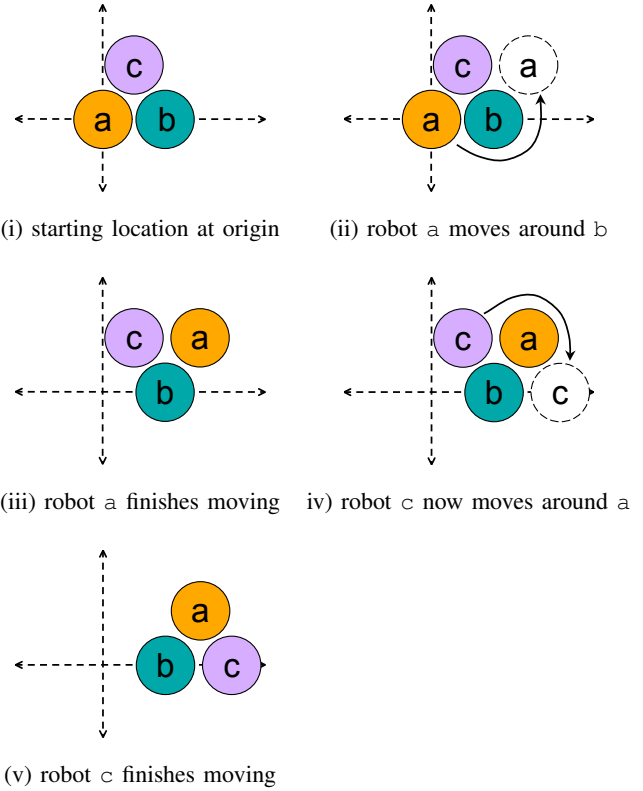 c
a b
(i) starting location at origin
c a
a b
(ii) robot a moves around b
c a
b
(iii) robot a finishes moving
c a
b c
iv) robot c now moves around a
a
b c
(v) robot c finishes moving